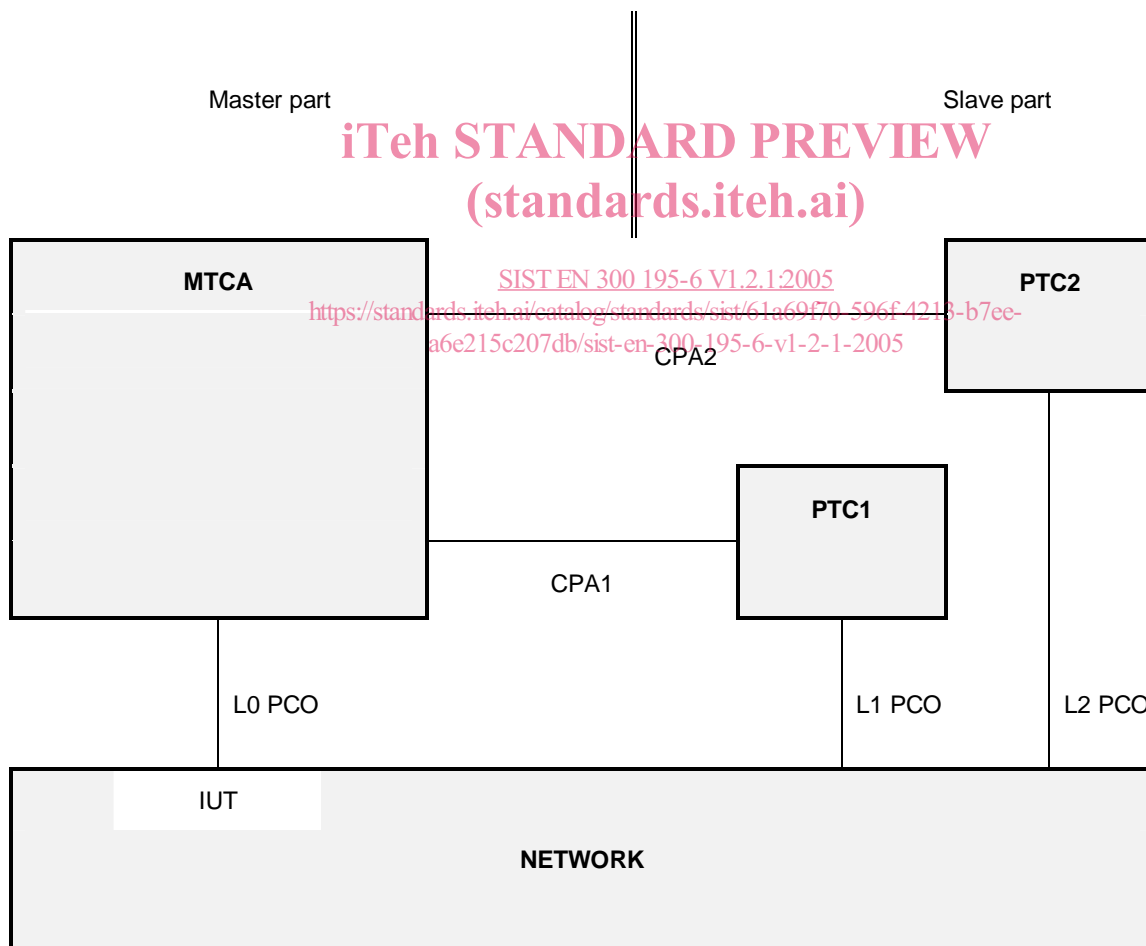 Master part
Slave part
iTeh STANDARD PREVIEW
(standards.iteh.ai)
MTCA
SIST EN 300 195-6 V1.2.1:2005
PTC2
https://standards.iteh.ai/catalog/standards/sist/61a69f70-596f-4213-b7ee-
a6e215c207db/sist-en-300-195-6-v1-2-1-2005
CPA2
PTC1
CPA1
L0 PCO
L1 PCO
L2 PCO
IUT
NETWORK